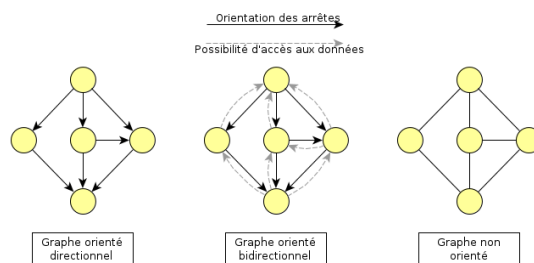 Orientation des arrêtes
Possibilité d'accès aux données
Graphe orienté
directionnel
Graphe orienté
bidirectionnel
Graphe non
orienté